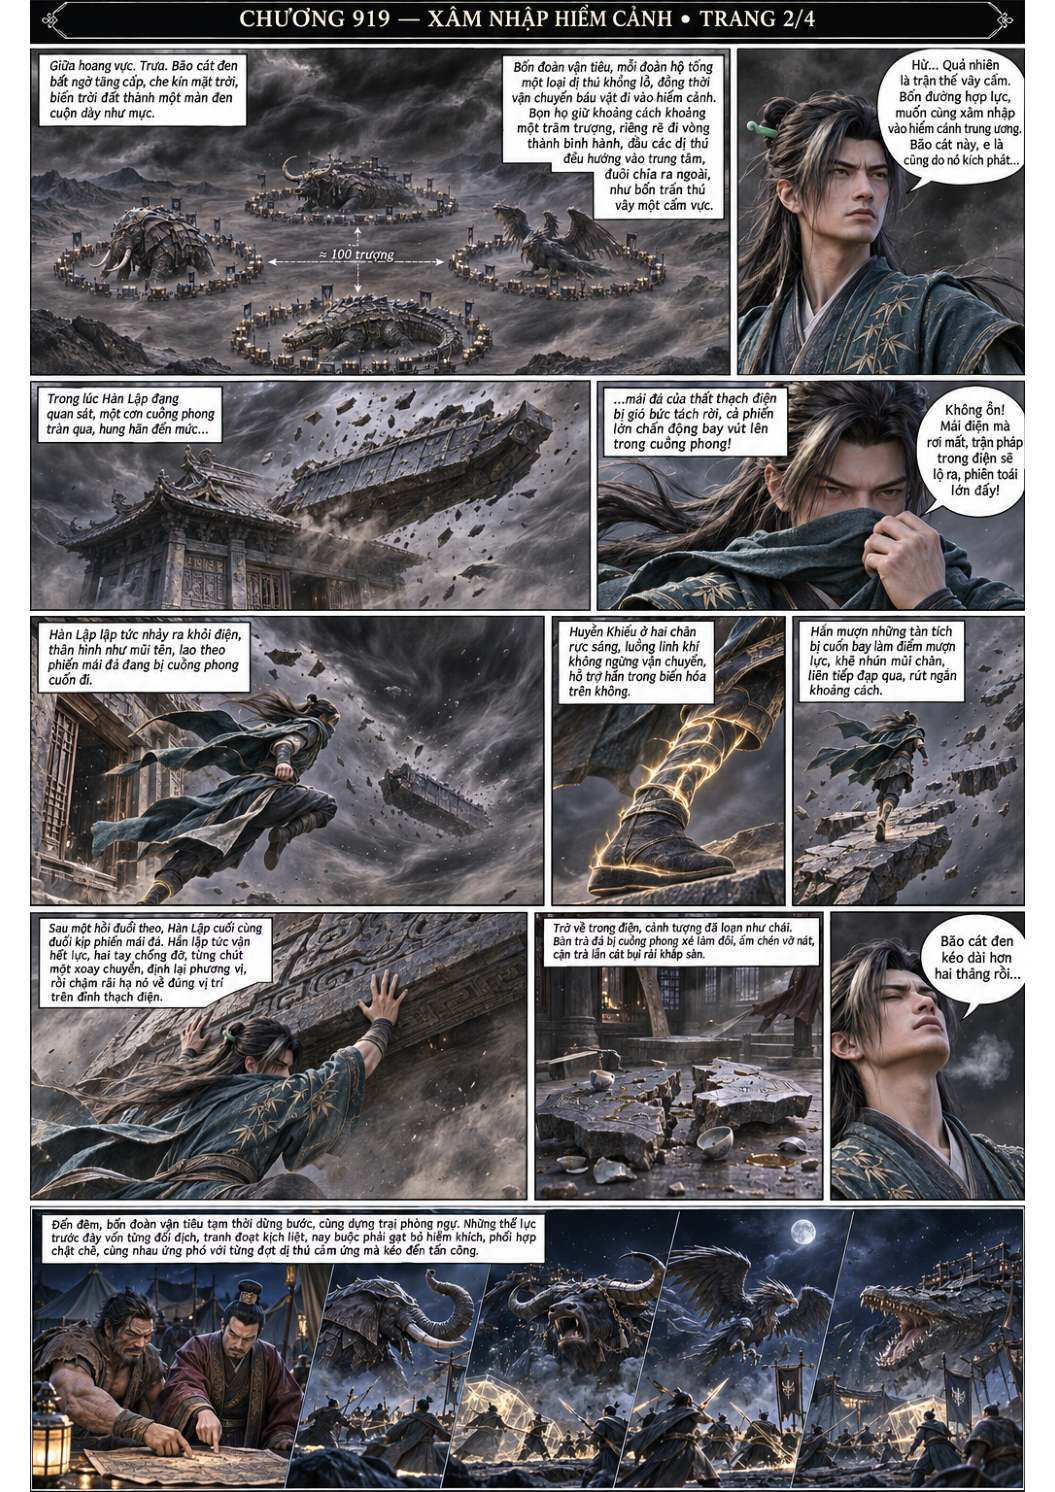 CHƯƠNG 919 — XÂM NHẬP HIỂM CẢNH • TRANG 2/4
Giữa hoang vực. Trưa. Bão cát đen
bất ngờ tăng cấp, che kín mặt trời,
biến trời đất thành một màn đen
cuộn dày như mực.
Bốn đoàn vận tiêu, mỗi đoàn hộ tống
một loại dị thú khổng lồ, đồng thời
vận chuyển báu vật đi vào hiểm cảnh.
Bọn họ giữ khoảng cách khoảng
một trăm trượng, riêng rẽ đi vòng
thành bình hành, đầu các dị thú
đều hướng vào trung tâm,
đuôi chĩa ra ngoài,
như bốn trấn thú
vây một cấm vực.
≈ 100 trượng
Hừ... Quả nhiên
là trận thế vây cấm.
Bốn đường hợp lực,
muốn cùng xâm nhập
vào hiểm cảnh trung ương.
Bão cát này, e là
cũng do nó kích phát...
Trong lúc Hàn Lập đang
quan sát, một cơn cuồng phong
tràn qua, hung hãn đến mức...
...mái đá của thất thạch điện
bị gió bức tách rời, cả phiến
lớn chấn động bay vút lên
trong cuồng phong!
Không ổn!
Mái điện mà
rơi mất, trận pháp
trong điện sẽ
lộ ra, phiền toái
lớn đấy!
Hàn Lập lập tức nhảy ra khỏi điện,
thân hình như mũi tên, lao theo
phiến mái đá đang bị cuồng phong
cuốn đi.
Huyền Khiếu ở hai chân
rực sáng, luồng linh khí
không ngừng vận chuyển,
hỗ trợ hắn trong biến hóa
trên không.
Hắn mượn những tàn tích
bị cuốn bay làm điểm mượn
lực, khẽ nhún mũi chân,
liên tiếp đạp qua, rút ngắn
khoảng cách.
Sau một hồi đuổi theo, Hàn Lập cuối cùng
đuổi kịp phiến mái đá. Hắn lập tức vận
hết lực, hai tay chống đỡ, từng chút
một xoay chuyển, định lại phương vị,
rồi chậm rãi hạ nó về đúng vị trí
trên đỉnh thạch điện.
Trở về trong điện, cảnh tượng đã loạn như chái.
Bàn trà đá bị cuồng phong xé làm đôi, ấm chén vỡ nát,
cặn trà lẫn cát bụi rải khắp sàn.
Bão cát đen
kéo dài hơn
hai tháng rồi...
Đến đêm, bốn đoàn vận tiêu tạm thời dừng bước, cùng dựng trại phòng ngự. Những thế lực
trước đây vốn từng đối địch, tranh đoạt kịch liệt, nay buộc phải gạt bỏ hiềm khích, phối hợp
chặt chẽ, cùng nhau ứng phó với từng đợt dị thú cảm ứng mà kéo đến tấn công.